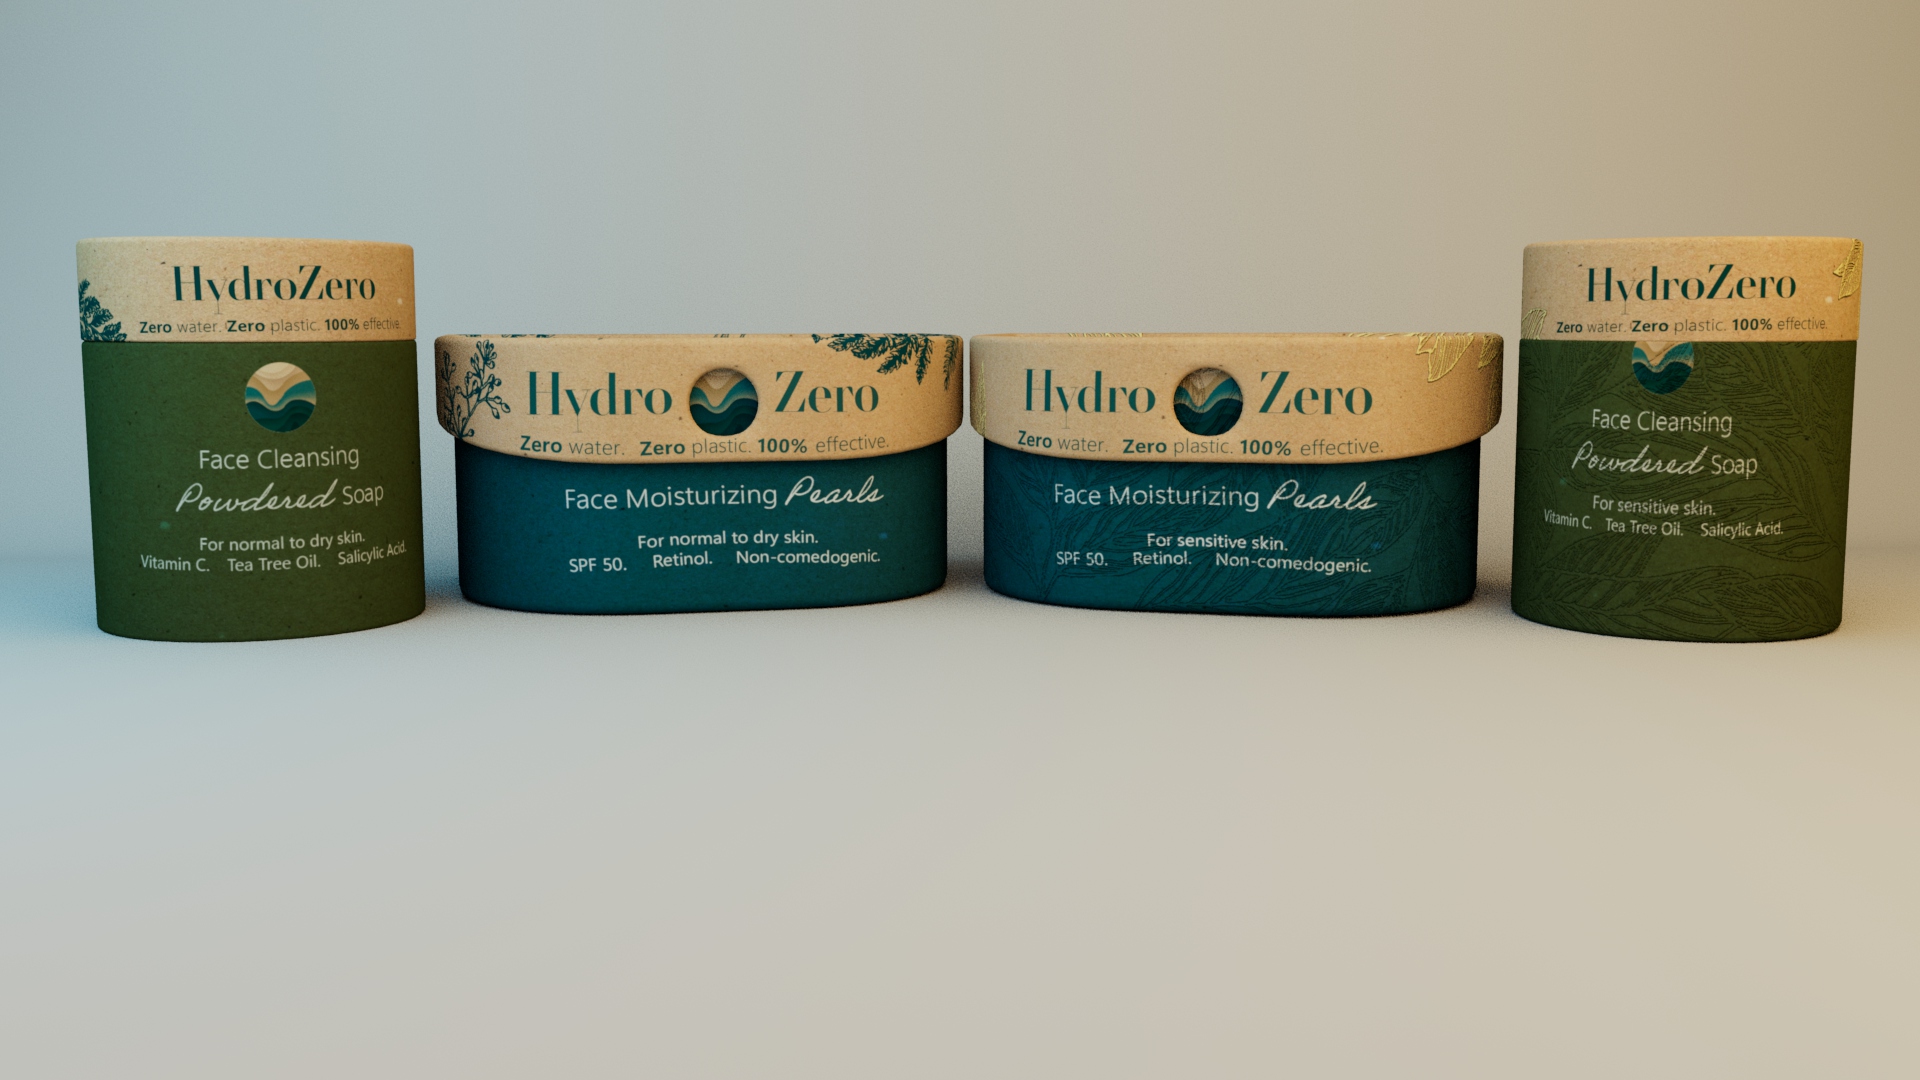 HydroZero
Zero water. Zero plastic. 100% effective.
Face Cleansing
Powdered Soap
For normal to dry skin.
Vitamin C. Tea Tree Oil. Salicylic Acid.
Hydro Zero
Zero water. Zero plastic. 100% effective.
Face Moisturizing Pearls
For normal to dry skin.
SPF 50. Retinol. Non-comedogenic.
Hydro Zero
Zero water. Zero plastic. 100% effective.
Face Moisturizing Pearls
For sensitive skin.
SPF 50. Retinol. Non-comedogenic.
HydroZero
Zero water. Zero plastic. 100% effective.
Face Cleansing
Powdered Soap
For sensitive skin.
Vitamin C. Tea Tree Oil. Salicylic Acid.